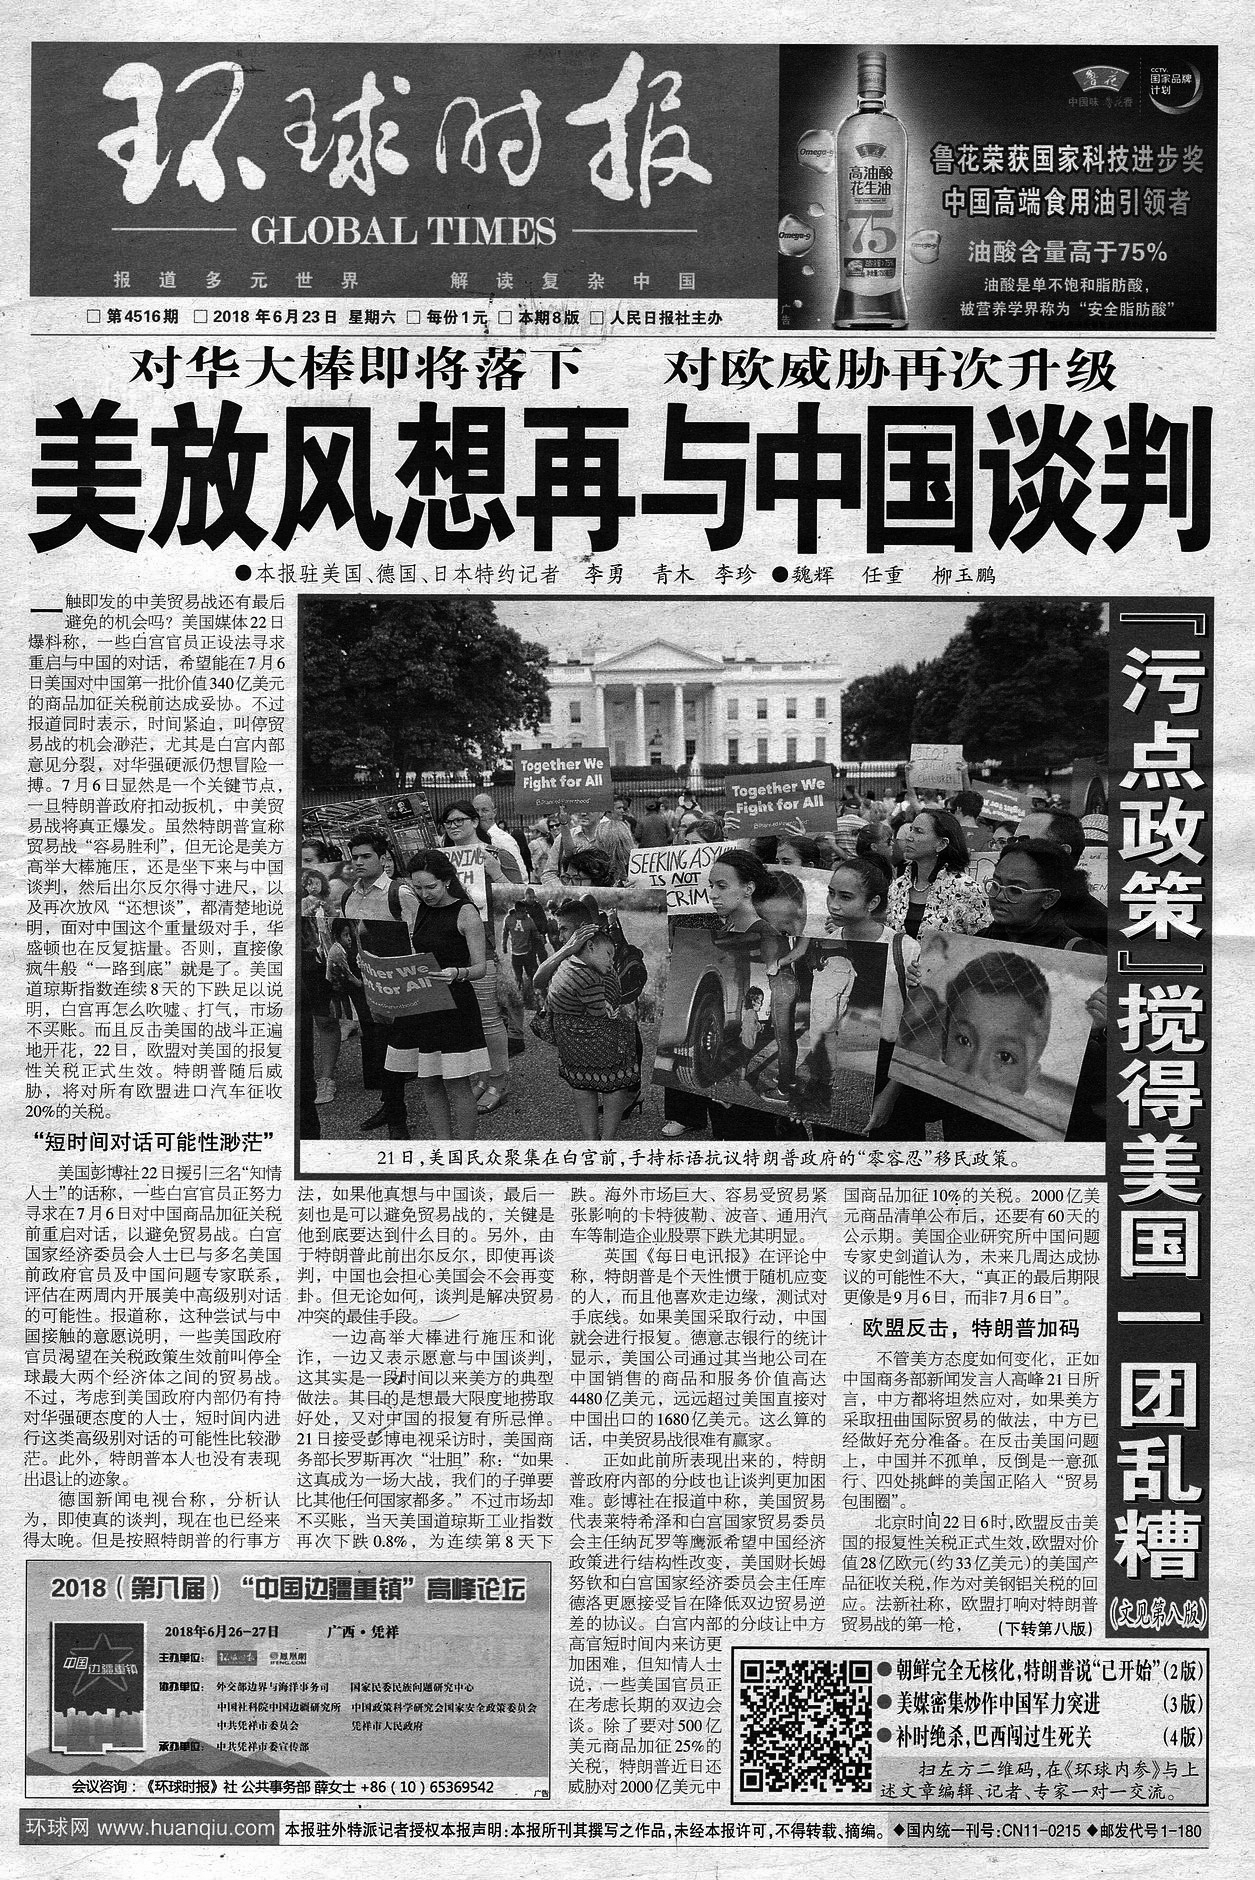 环球时报
GLOBAL TIMES
报道多元世界 解读复杂中国
鲁花
中国味 鲁花香
CCTV
国家品牌
计划
Omega-6
Omega-9
高油酸
花生油
75
鲁花荣获国家科技进步奖
中国高端食用油引领者
油酸含量高于75%
油酸是单不饱和脂肪酸，
被营养学界称为“安全脂肪酸”
广告
□ 第4516期 □ 2018年6月23日 星期六 □ 每份1元 □ 本期8版 □ 人民日报社主办
对华大棒即将落下 对欧威胁再次升级
美放风想再与中国谈判
●本报驻美国、德国、日本特约记者 李勇 青木 李珍 ●魏辉 任重 柳玉鹏
一触即发的中美贸易战还有最后
避免的机会吗？美国媒体22日
爆料称，一些白宫官员正设法寻求
重启与中国的对话，希望能在7月6
日美国对中国第一批价值340亿美元
的商品加征关税前达成妥协。不过
报道同时表示，时间紧迫，叫停贸
易战的机会渺茫，尤其是白宫内部
意见分裂，对华强硬派仍想冒险一
搏。7月6日显然是一个关键节点，
一旦特朗普政府扣动扳机，中美贸
易战将真正爆发。虽然特朗普宣称
贸易战“容易胜利”，但无论是美方
高举大棒施压，还是坐下来与中国
谈判，然后出尔反尔得寸进尺，以
及再次放风“还想谈”，都清楚地说
明，面对中国这个重量级对手，华
盛顿也在反复掂量。否则，直接像
疯牛般“一路到底”就是了。美国
道琼斯指数连续8天的下跌足以说
明，白宫再怎么吹嘘、打气，市场
不买账。而且反击美国的战斗正遍
地开花，22日，欧盟对美国的报复
性关税正式生效。特朗普随后威
胁，将对所有欧盟进口汽车征收
20%的关税。
“短时间对话可能性渺茫”
美国彭博社22日援引三名“知情
人士”的话称，一些白宫官员正努力
寻求在7月6日对中国商品加征关税
前重启对话，以避免贸易战。白宫
国家经济委员会人士已与多名美国
前政府官员及中国问题专家联系，
评估在两周内开展美中高级别对话
的可能性。报道称，这种尝试与中
国接触的意愿说明，一些美国政府
官员渴望在关税政策生效前叫停全
球最大两个经济体之间的贸易战。
不过，考虑到美国政府内部仍有持
对华强硬态度的人士，短时间内进
行这类高级别对话的可能性比较渺
茫。此外，特朗普本人也没有表现
出退让的迹象。
德国新闻电视台称，分析认
为，即使真的谈判，现在也已经来
得太晚。但是按照特朗普的行事方
Together We
Fight for All
Planned Parenthood
Together We
Fight for All
Planned Parenthood
STOP
CHILDREN
SEEKING ASYLUM
IS NOT
CRIM
ther We
t for All
21日，美国民众聚集在白宫前，手持标语抗议特朗普政府的“零容忍”移民政策。
「污点政策」搅得美国一团乱糟
(文见第八版)
法，如果他真想与中国谈，最后一
刻也是可以避免贸易战的，关键是
他到底要达到什么目的。另外，由
于特朗普此前出尔反尔，即使再谈
判，中国也会担心美国会不会再变
卦。但无论如何，谈判是解决贸易
冲突的最佳手段。
一边高举大棒进行施压和讹
诈，一边又表示愿意与中国谈判，
这其实是一段时间以来美方的典型
做法。其目的是想最大限度地捞取
好处，又对中国的报复有所忌惮。
21日接受彭博电视采访时，美国商
务部长罗斯再次“壮胆”称：“如果
这真成为一场大战，我们的子弹要
比其他任何国家都多。”不过市场却
不买账，当天美国道琼斯工业指数
再次下跌0.8%，为连续第8天下
跌。海外市场巨大、容易受贸易紧
张影响的卡特彼勒、波音、通用汽
车等制造企业股票下跌尤其明显。
英国《每日电讯报》在评论中
称，特朗普是个天性惯于随机应变
的人，而且他喜欢走边缘，测试对
手底线。如果美国采取行动，中国
就会进行报复。德意志银行的统计
显示，美国公司通过其当地公司在
中国销售的商品和服务价值高达
4480亿美元，远远超过美国直接对
中国出口的1680亿美元。这么算的
话，中美贸易战很难有赢家。
正如此前所表现出来的，特朗
普政府内部的分歧也让谈判更加困
难。彭博社在报道中称，美国贸易
代表莱特希泽和白宫国家贸易委员
会主任纳瓦罗等鹰派希望中国经济
政策进行结构性改变，美国财长姆
努钦和白宫国家经济委员会主任库
德洛更愿接受旨在降低双边贸易逆
差的协议。白宫内部的分歧让中方
高官短时间内来访更
加困难，但知情人士
说，一些美国官员正
在考虑长期的双边会
谈。除了要对500亿
美元商品加征25%的
关税，特朗普近日还
威胁对2000亿美元中
国商品加征10%的关税。2000亿美
元商品清单公布后，还要有60天的
公示期。美国企业研究所中国问题
专家史剑道认为，未来几周达成协
议的可能性不大，“真正的最后期限
更像是9月6日，而非7月6日”。
欧盟反击，特朗普加码
不管美方态度如何变化，正如
中国商务部新闻发言人高峰21日所
言，中方都将坦然应对，如果美方
采取扭曲国际贸易的做法，中方已
经做好充分准备。在反击美国问题
上，中国并不孤单，反倒是一意孤
行、四处挑衅的美国正陷入“贸易
包围圈”。
北京时间22日6时，欧盟反击美
国的报复性关税正式生效，欧盟对价
值28亿欧元(约33亿美元)的美国产
品征收关税，作为对美钢铝关税的回
应。法新社称，欧盟打响对特朗普
贸易战的第一枪， (下转第八版)
2018（第八届）“中国边疆重镇”高峰论坛
中国边疆重镇
2018年6月26-27日 广西·凭祥
主办单位： 环球时报 凤凰网 IFENG.COM
协办单位： 外交部边界与海洋事务司 国家民委民族问题研究中心
中国社科院中国边疆研究所 中国政策科学研究会国家安全政策委员会
中共凭祥市委员会 凭祥市人民政府
承办单位： 中共凭祥市委宣传部
会议咨询：《环球时报》社 公共事务部 薛女士 +86（10）65369542
广告
●朝鲜完全无核化，特朗普说“已开始”(2版)
●美媒密集炒作中国军力突进 (3版)
●补时绝杀，巴西闯过生死关 (4版)
扫左方二维码，在《环球内参》与上
述文章编辑、记者、专家一对一交流。
环球网 www.huanqiu.com 本报驻外特派记者授权本报声明：本报所刊其撰写之作品，未经本报许可，不得转载、摘编。 ◆国内统一刊号：CN11-0215 ◆邮发代号1-180